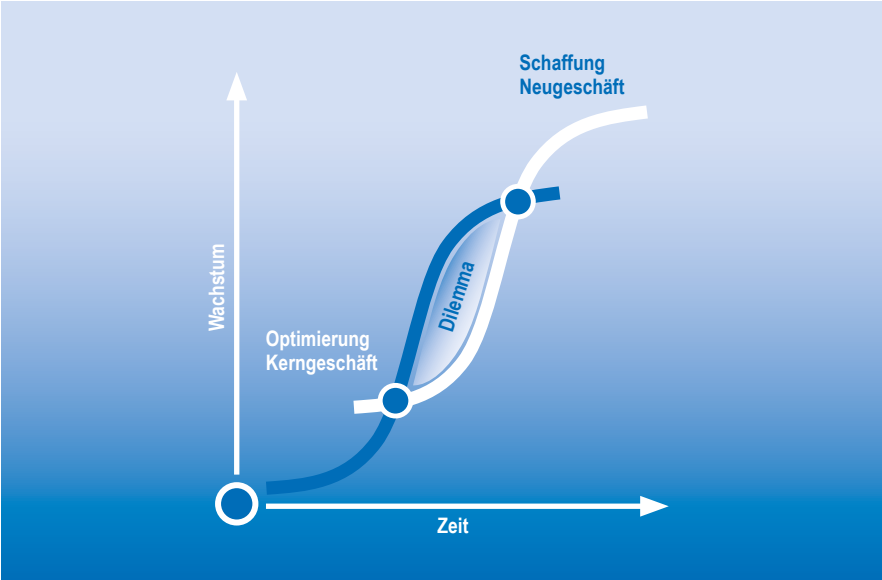 Schaffung
Neugeschäft
Wachstum
Dilemma
Optimierung
Kerngeschäft
Zeit